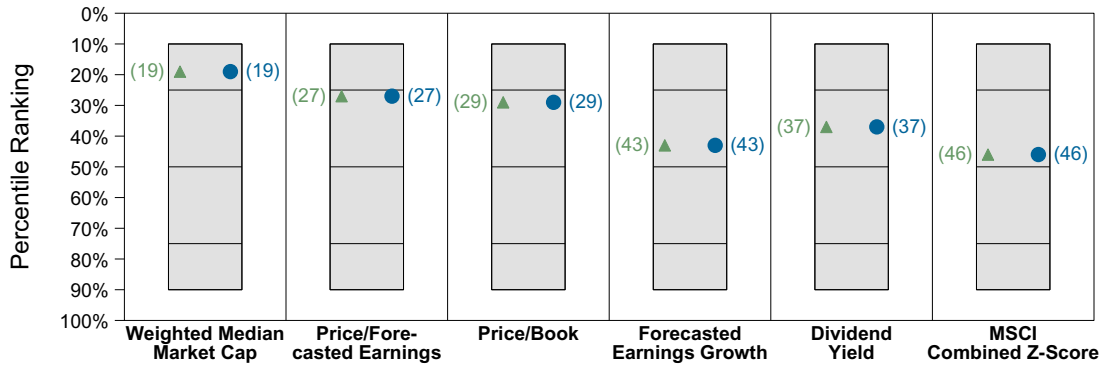 Percentile Ranking
0%
10%
20%
30%
40%
50%
60%
70%
80%
90%
100%
(19) (19)
(27) (27)
(29) (29)
(43) (43)
(37) (37)
(46) (46)
Weighted Median
Market Cap
Price/Fore-
casted Earnings
Price/Book
Forecasted
Earnings Growth
Dividend
Yield
MSCI
Combined Z-Score